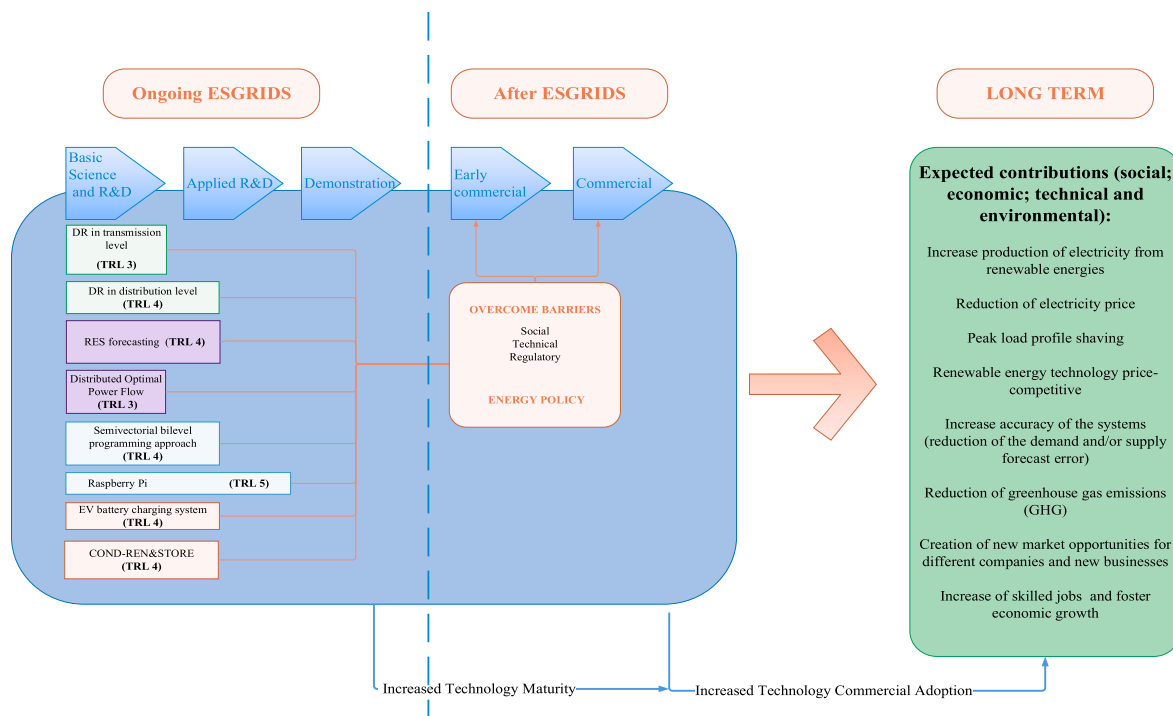 Ongoing ESGRIDS
After ESGRIDS
LONG TERM
Basic
Science
and R&D
Applied R&D
Demonstration
Early
commercial
Commercial
DR in transmission
level
(TRL 3)
DR in distribution level
(TRL 4)
RES forecasting (TRL 4)
Distributed Optimal
Power Flow
(TRL 3)
Semivectorial bilevel
programming approach
(TRL 4)
Raspberry Pi (TRL 5)
EV battery charging system
(TRL 4)
COND-REN&STORE
(TRL 4)
OVERCOME BARRIERS
Social
Technical
Regulatory
ENERGY POLICY
Expected contributions (social;
economic; technical and
environmental):
Increase production of electricity from
renewable energies
Reduction of electricity price
Peak load profile shaving
Renewable energy technology price-
competitive
Increase accuracy of the systems
(reduction of the demand and/or supply
forecast error)
Reduction of greenhouse gas emissions
(GHG)
Creation of new market opportunities for
different companies and new businesses
Increase of skilled jobs and foster
economic growth
Increased Technology Maturity
Increased Technology Commercial Adoption